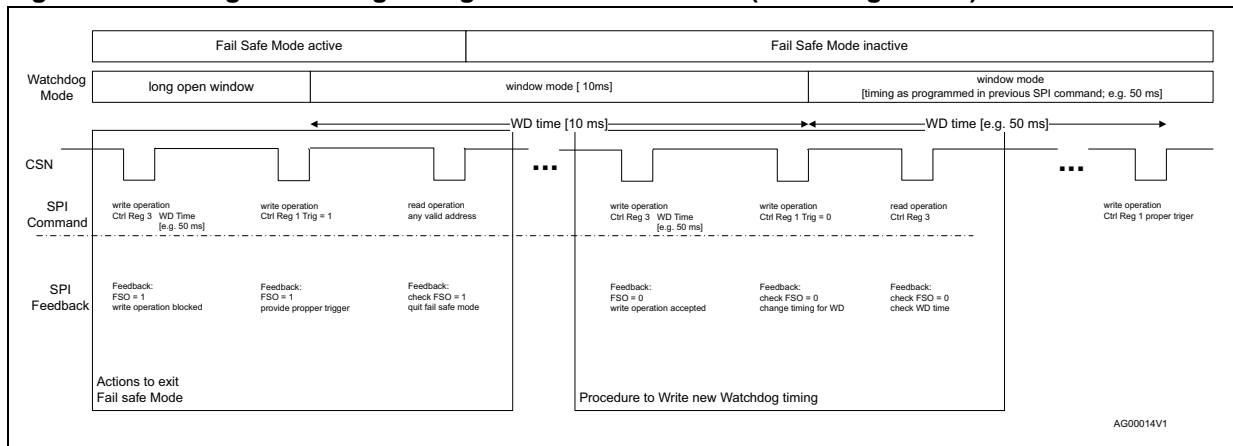 Fail Safe Mode active
Fail Safe Mode inactive
Watchdog
Mode
long open window
window mode [ 10ms]
window mode
[timing as programmed in previous SPI command; e.g. 50 ms]
WD time [10 ms]
WD time [e.g. 50 ms]
CSN
...
...
SPI
Command
write operation
Ctrl Reg 3 WD Time
[e.g. 50 ms]
write operation
Ctrl Reg 1 Trig = 1
read operation
any valid address
write operation
Ctrl Reg 3 WD Time
[e.g. 50 ms]
write operation
Ctrl Reg 1 Trig = 0
read operation
Ctrl Reg 3
write operation
Ctrl Reg 1 proper triger
SPI
Feedback
Feedback:
FSO = 1
write operation blocked
Feedback:
FSO = 1
provide propper trigger
Feedback:
check FSO = 1
quit fail safe mode
Feedback:
FSO = 0
write operation accepted
Feedback:
check FSO = 0
change timing for WD
Feedback:
check FSO = 0
check WD time
Actions to exit
Fail safe Mode
Procedure to Write new Watchdog timing
AG00014V1